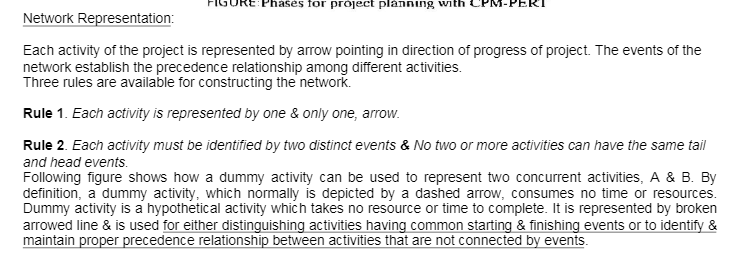 FIGURE:Phases for project planning with CPM-PERT
Network Representation:
Each activity of the project is represented by arrow pointing in direction of progress of project. The events of the
network establish the precedence relationship among different activities.
Three rules are available for constructing the network.
Rule 1. Each activity is represented by one & only one, arrow.
Rule 2. Each activity must be identified by two distinct events & No two or more activities can have the same tail
and head events.
Following figure shows how a dummy activity can be used to represent two concurrent activities, A & B. By
definition, a dummy activity, which normally is depicted by a dashed arrow, consumes no time or resources.
Dummy activity is a hypothetical activity which takes no resource or time to complete. It is represented by broken
arrowed line & is used for either distinguishing activities having common starting & finishing events or to identify &
maintain proper precedence relationship between activities that are not connected by events.